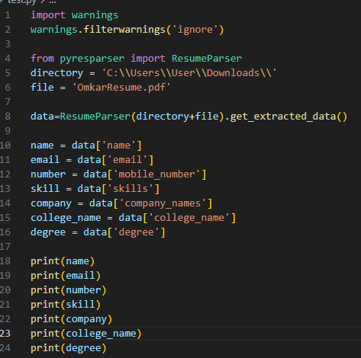 test.py > ...
1 import warnings
2 warnings.filterwarnings('ignore')
3
4 from pyresparser import ResumeParser
5 directory = 'C:\\Users\\User\\Downloads\\'
6 file = 'OmkarResume.pdf'
7
8 data=ResumeParser(directory+file).get_extracted_data()
9
10 name = data['name']
11 email = data['email']
12 number = data['mobile_number']
13 skill = data['skills']
14 company = data['company_names']
15 college_name = data['college_name']
16 degree = data['degree']
17
18 print(name)
19 print(email)
20 print(number)
21 print(skill)
22 print(company)
23 print(college_name)
24 print(degree)